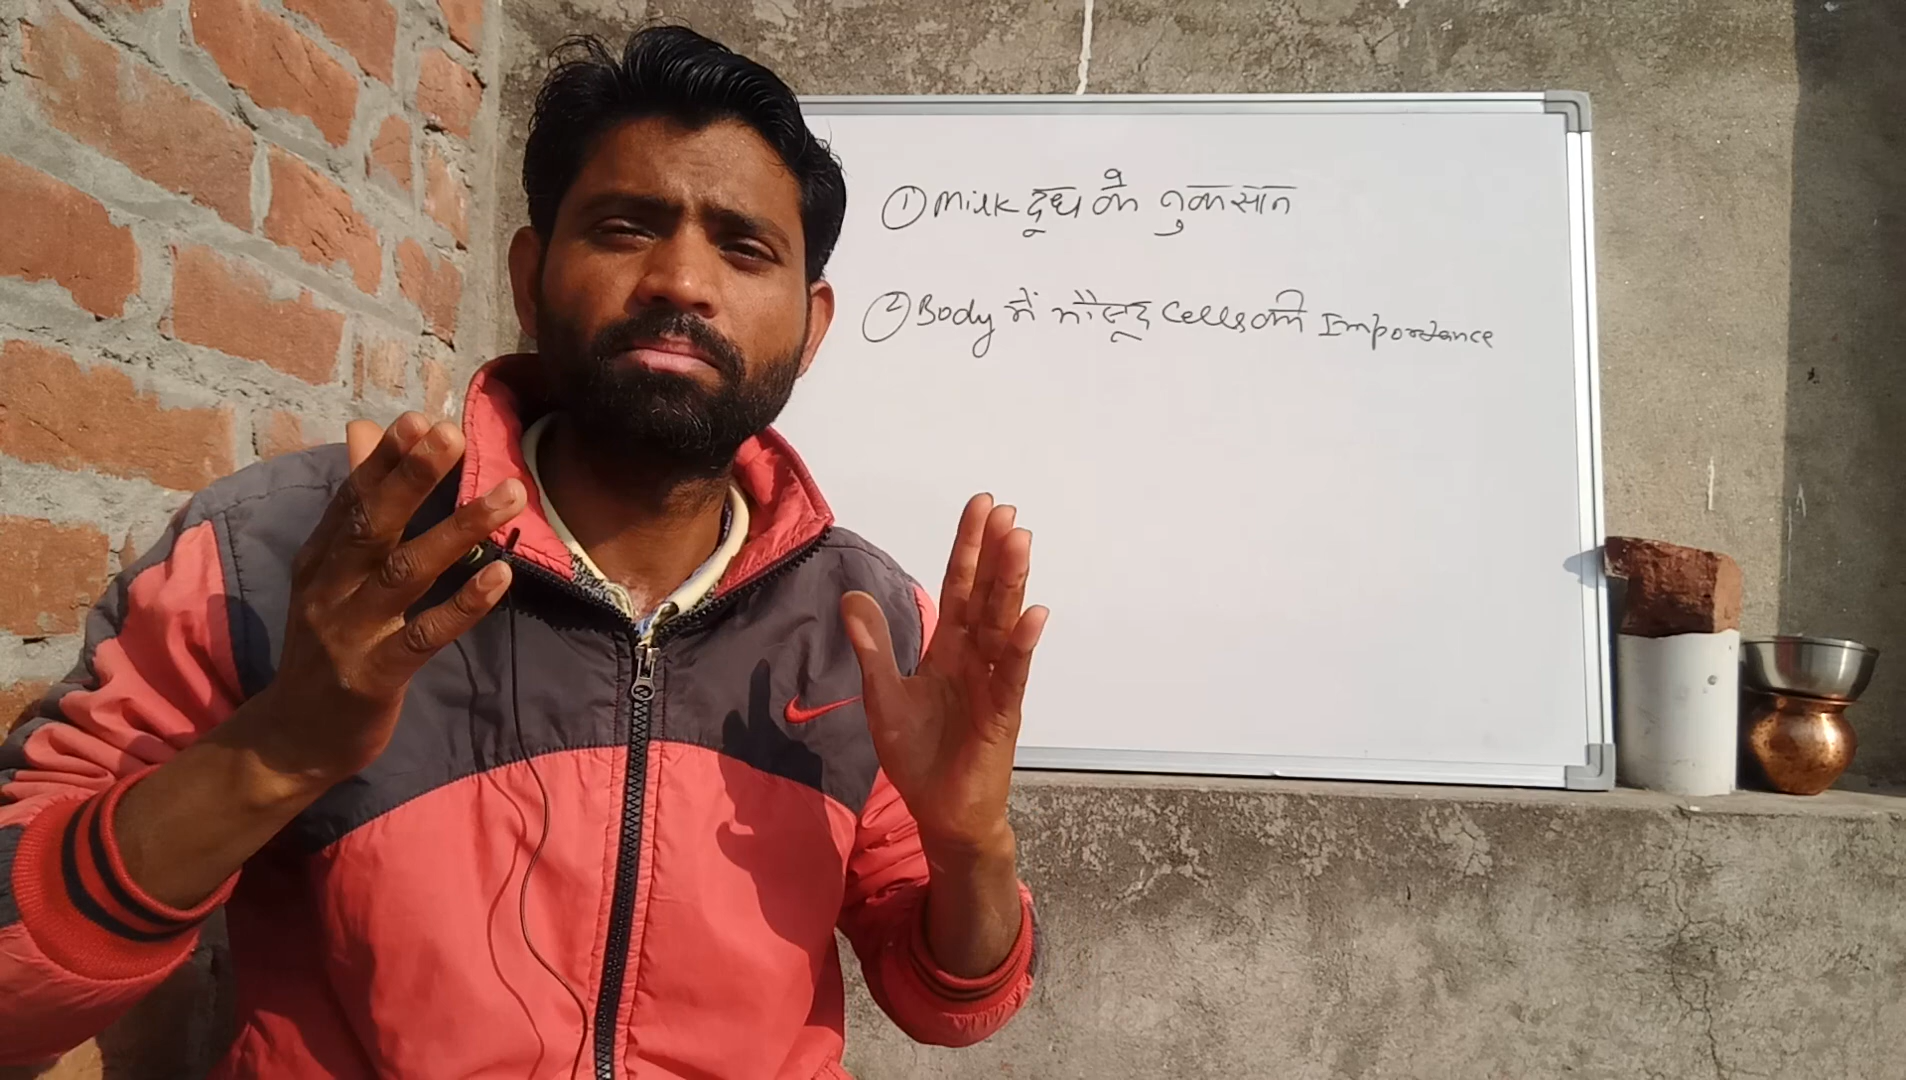 ① Milk दूध के नुकसान
② Body में मौजूद Cells की Importance